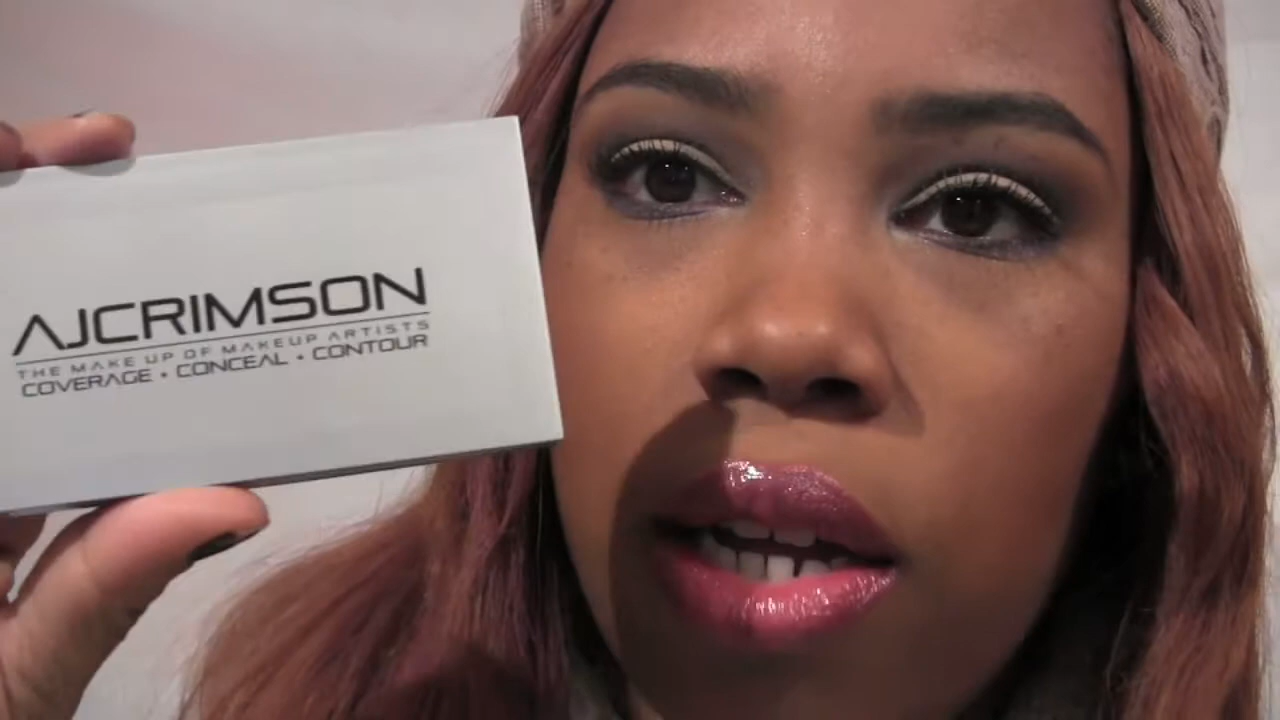 AJCRIMSON
THE MAKE UP OF MAKEUP ARTISTS
COVERAGE • CONCEAL • CONTOUR